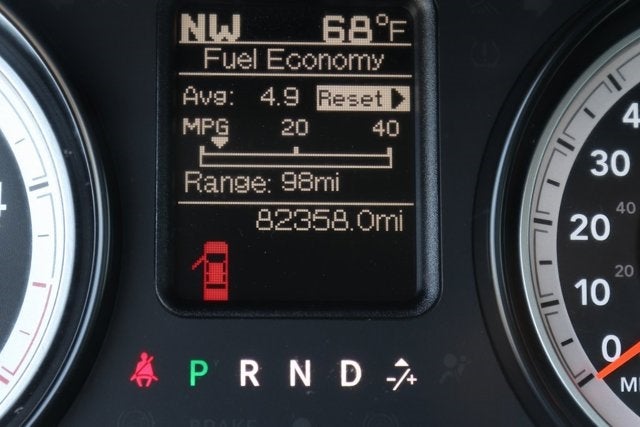 NW 68°F
Fuel Economy
Avg: 4.9 Reset
MPG 20 40
Range: 98mi
82358.0mi
P R N D -/+
4
30
40
20
20
10
0